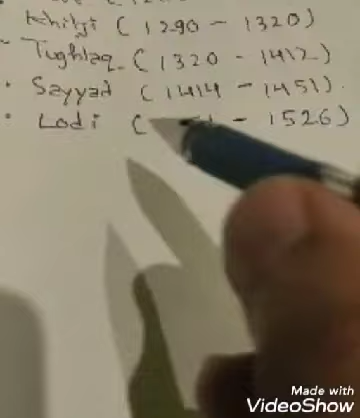 Khilji (1290 - 1320)
- Tughlaq (1320 - 1412)
• Sayyad (1414 - 1451)
• Lodi ( - 1526)
Made with
VideoShow